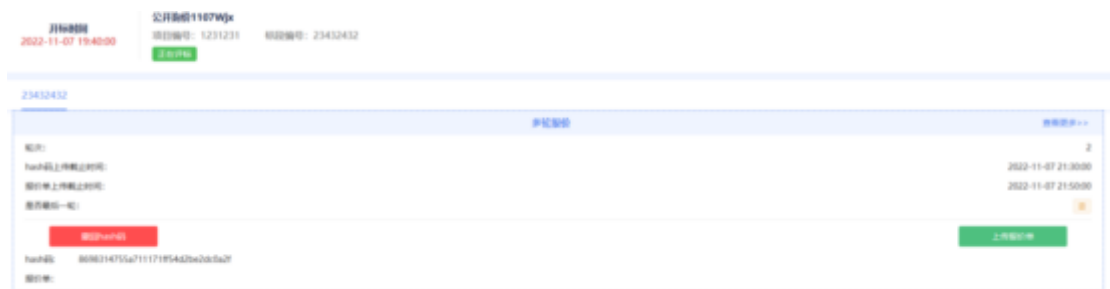 开标时间
2022-11-07 19:40:00
公开询价1107Wjx
项目编号：1231231 标段编号：23432432
正在评标
23432432
多轮报价 查看更多>>
轮次： 2
hash码上传截止时间： 2022-11-07 21:30:00
报价单上传截止时间： 2022-11-07 21:50:00
是否最后一轮：
撤回hash码 上传报价单
hash码:
报价单：